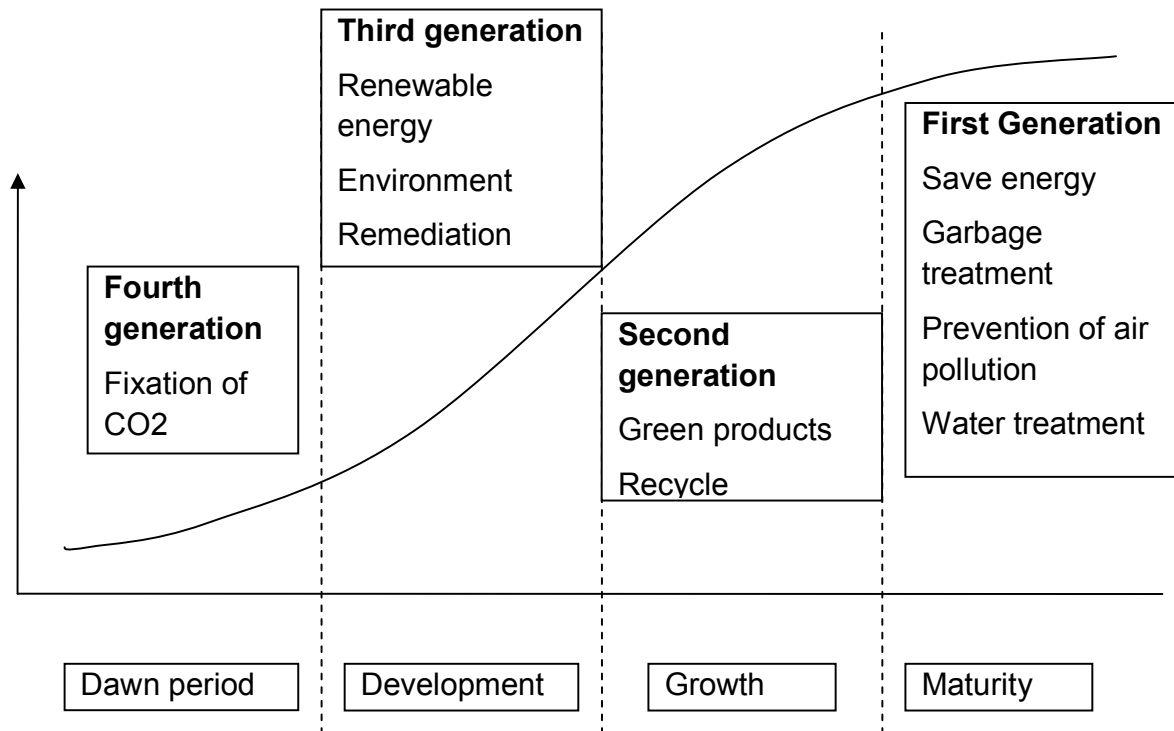 Third generation
Renewable
energy
Environment
Remediation
First Generation
Save energy
Garbage
treatment
Prevention of air
pollution
Water treatment
Fourth
generation
Fixation of
CO2
Second
generation
Green products
Recycle
Dawn period
Development
Growth
Maturity